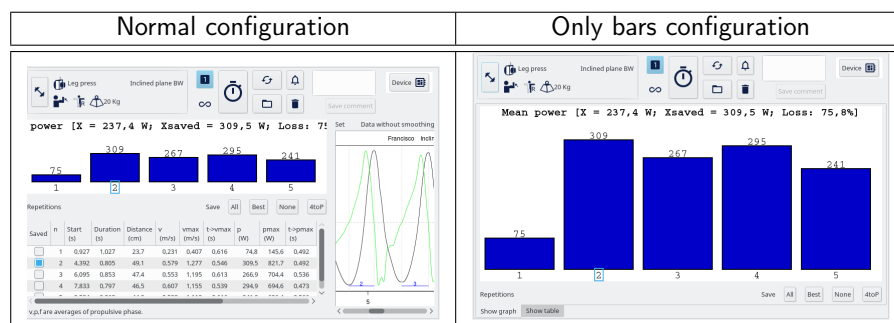 Normal configuration
Only bars configuration
Leg press
Inclined plane BW
1
Device
20 Kg
Save comment
power [X = 237,4 W; Xsaved = 309,5 W; Loss: 75
75
309
267
295
241
1 2 3 4 5
Repetitions Save All Best None 4toP
Saved n Start (s) Duration (s) Distance (cm) v (m/s) vmax (m/s) t->vmax (s) p (W) pmax (W) t->pmax (s)
1 0,927 1,027 23,7 0,231 0,407 0,616 74,8 145,6 0,492
2 4,392 0,805 49,1 0,579 1,277 0,546 309,5 821,7 0,492
3 6,095 0,853 47,4 0,553 1,195 0,613 266,9 704,4 0,536
4 7,833 0,797 46,5 0,607 1,155 0,539 294,9 694,6 0,473
v,p,f are averages of propulsive phase.
Set Data without smoothing
Francisco Inclin
2 3
5
Leg press
Inclined plane BW
1
Device
20 Kg
Save comment
Mean power [X = 237,4 W; Xsaved = 309,5 W; Loss: 75,8%]
75
309
267
295
241
1 2 3 4 5
Repetitions Save All Best None 4toP
Show graph Show table